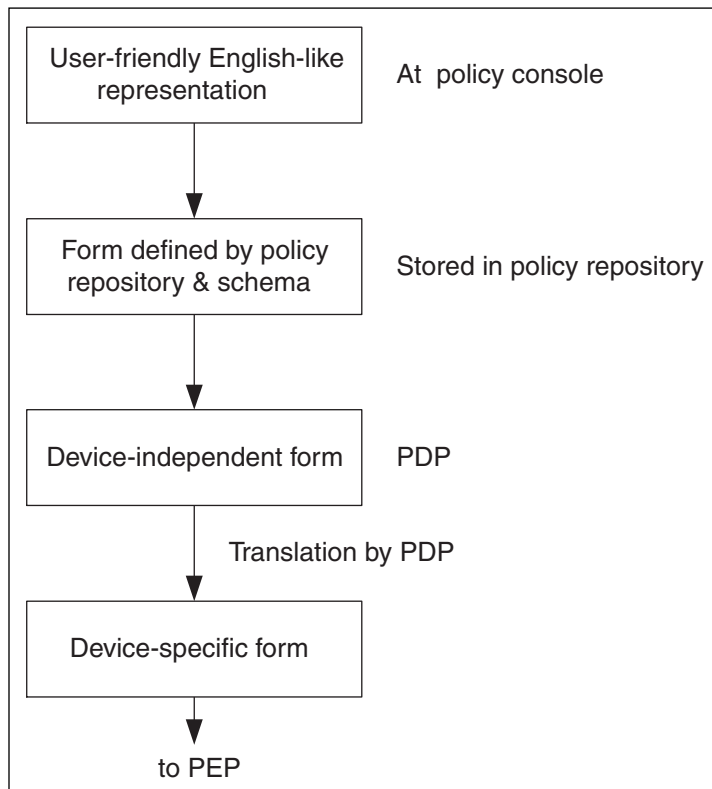 User-friendly English-like
representation
At policy console
Form defined by policy
repository & schema
Stored in policy repository
Device-independent form
PDP
Translation by PDP
Device-specific form
to PEP